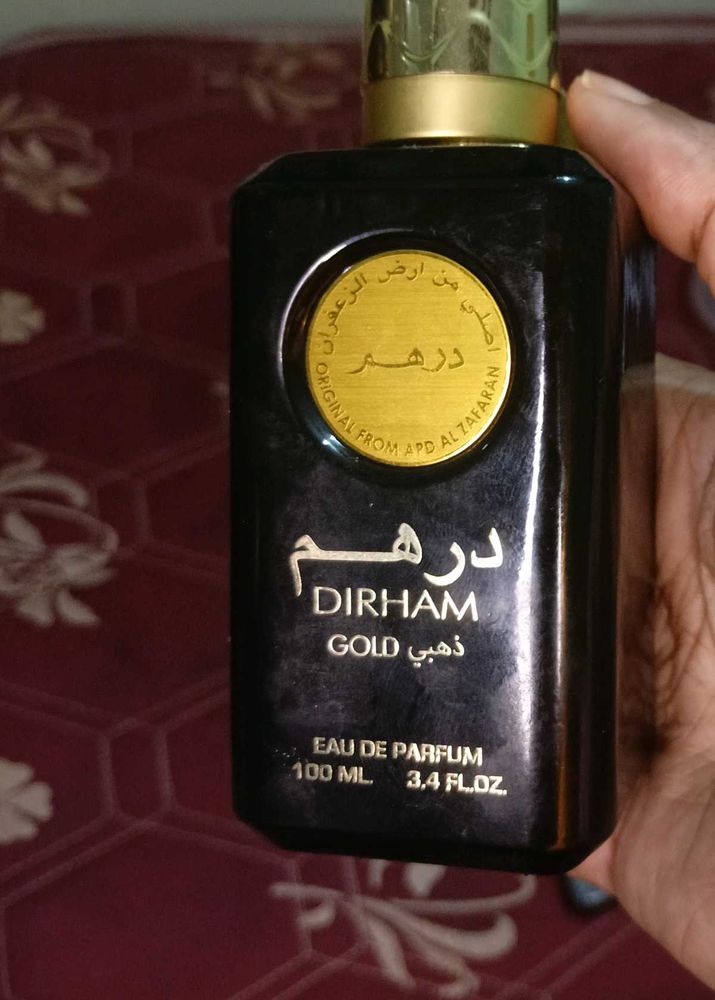 اصلي من ارض الزعفران
درهم
ORIGINAL FROM APD AL ZAFARAN
درهم
DIRHAM
GOLD ذهبي
EAU DE PARFUM
100 ML 3,4 FL.OZ.